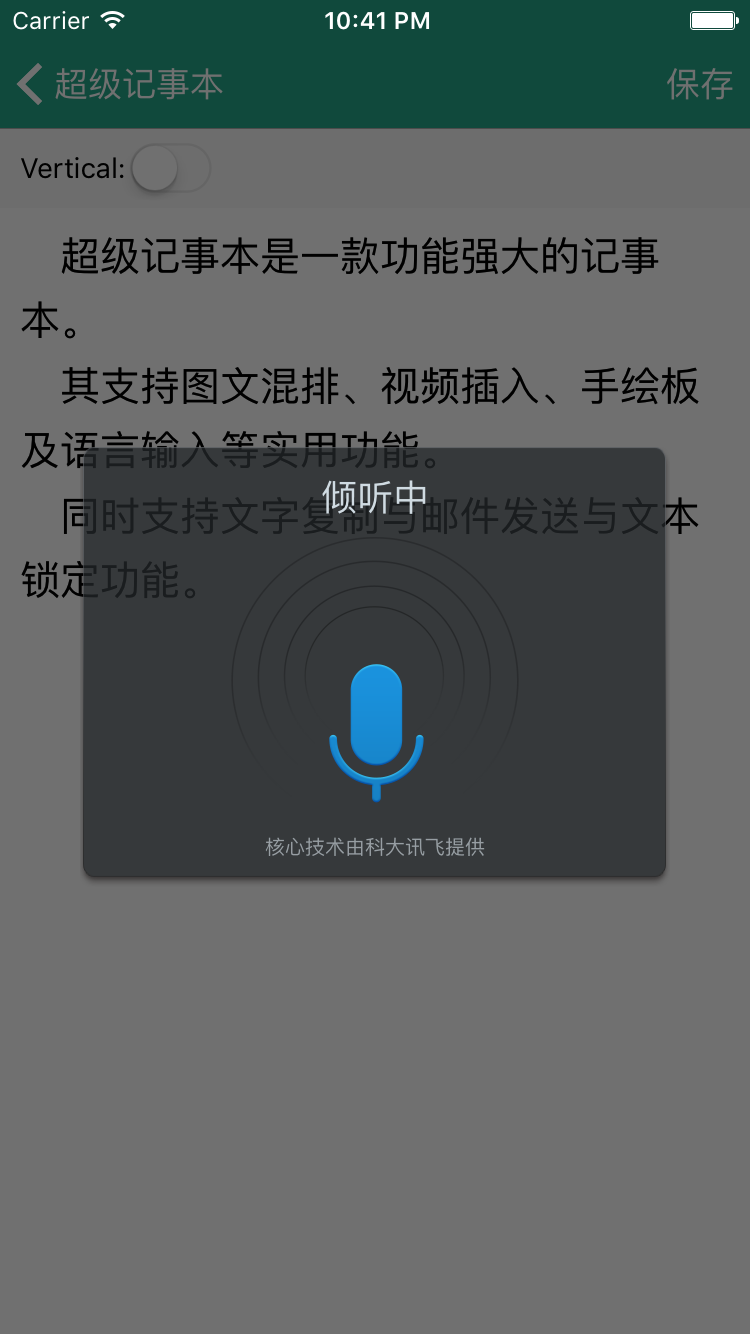 Carrier 10:41 PM
超级记事本 保存
Vertical:
超级记事本是一款功能强大的记事
本。
其支持图文混排、视频插入、手绘板
及语言输入等实用功能。
倾听中
同时支持文字复制与邮件发送与文本
锁定功能。
核心技术由科大讯飞提供